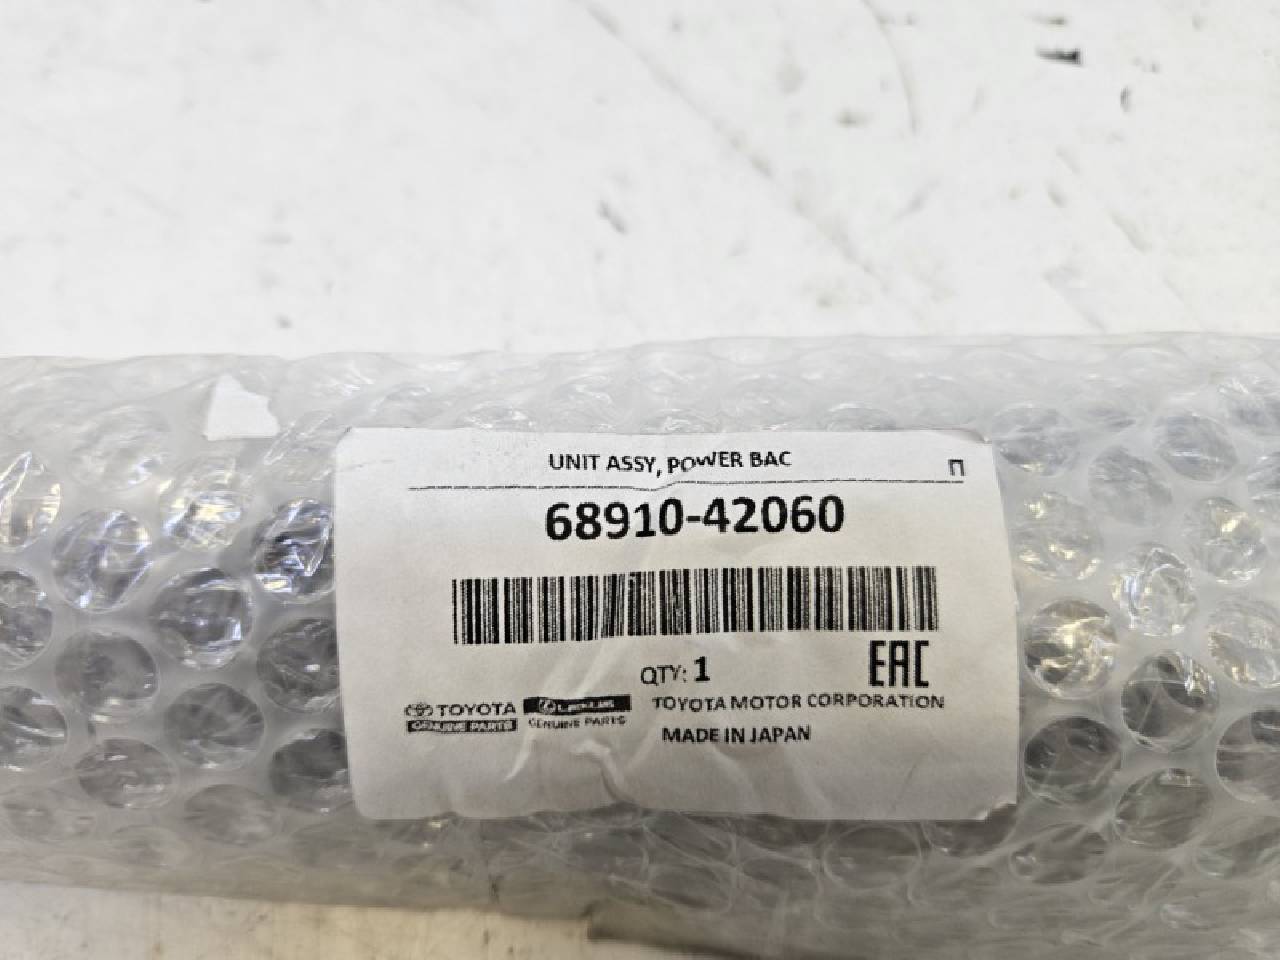 UNIT ASSY, POWER BAC
П
68910-42060
QTY: 1
EAC
TOYOTA
GENUINE PARTS
LEXUS
GENUINE PARTS
TOYOTA MOTOR CORPORATION
MADE IN JAPAN